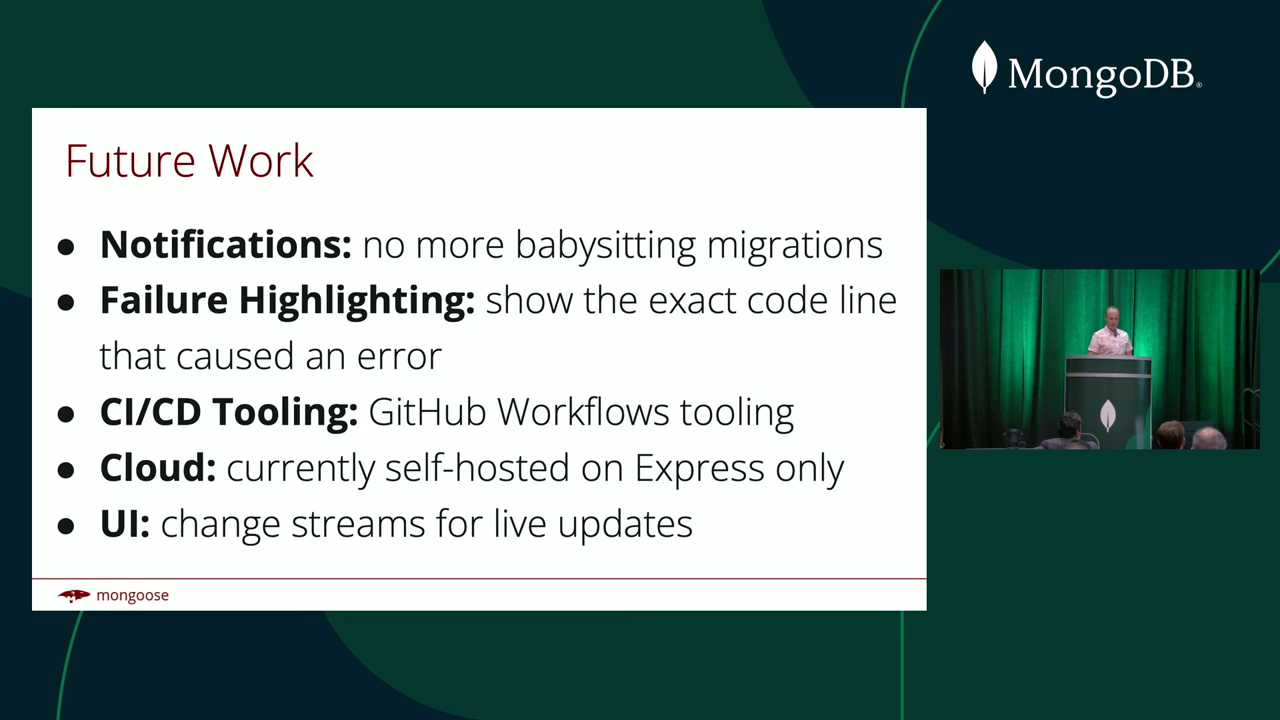 MongoDB®
Future Work
● Notifications: no more babysitting migrations
● Failure Highlighting: show the exact code line
that caused an error
● CI/CD Tooling: GitHub Workflows tooling
● Cloud: currently self-hosted on Express only
● UI: change streams for live updates
mongoose